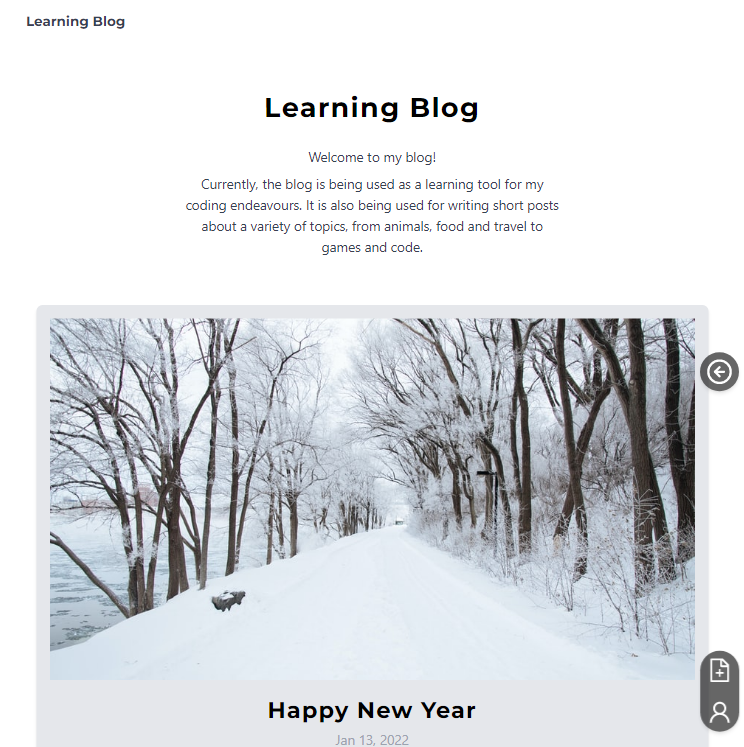 Learning Blog
Learning Blog
Welcome to my blog!
Currently, the blog is being used as a learning tool for my
coding endeavours. It is also being used for writing short posts
about a variety of topics, from animals, food and travel to
games and code.
Happy New Year
Jan 13, 2022